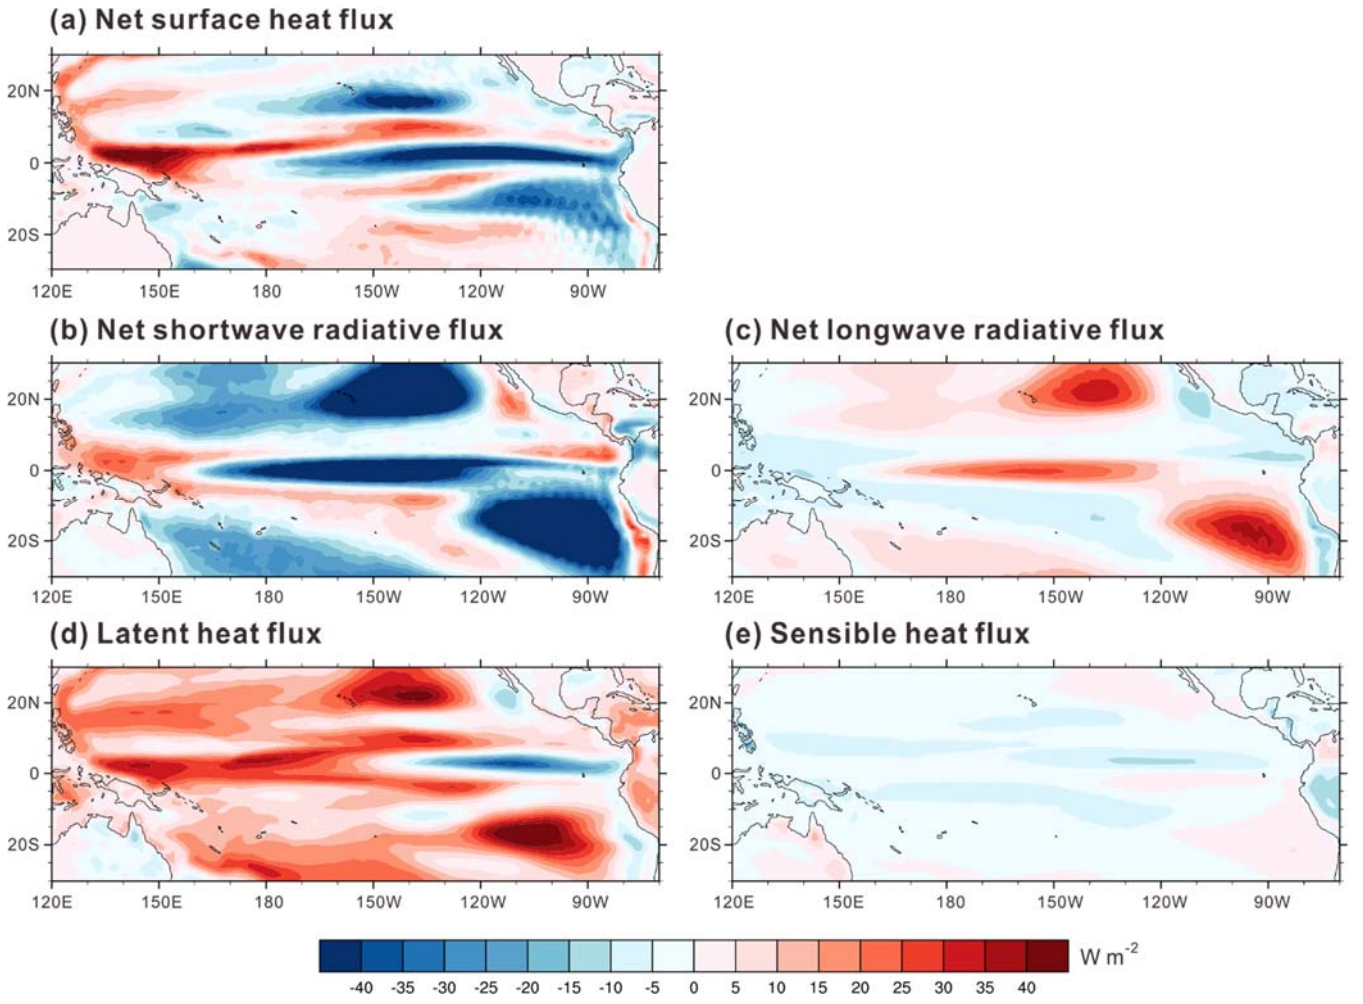 (a) Net surface heat flux
20N
0
20S
120E 150E 180 150W 120W 90W
(b) Net shortwave radiative flux
20N
0
20S
120E 150E 180 150W 120W 90W
(c) Net longwave radiative flux
20N
0
20S
120E 150E 180 150W 120W 90W
(d) Latent heat flux
20N
0
20S
120E 150E 180 150W 120W 90W
(e) Sensible heat flux
20N
0
20S
120E 150E 180 150W 120W 90W
W m⁻²
-40 -35 -30 -25 -20 -15 -10 -5 0 5 10 15 20 25 30 35 40